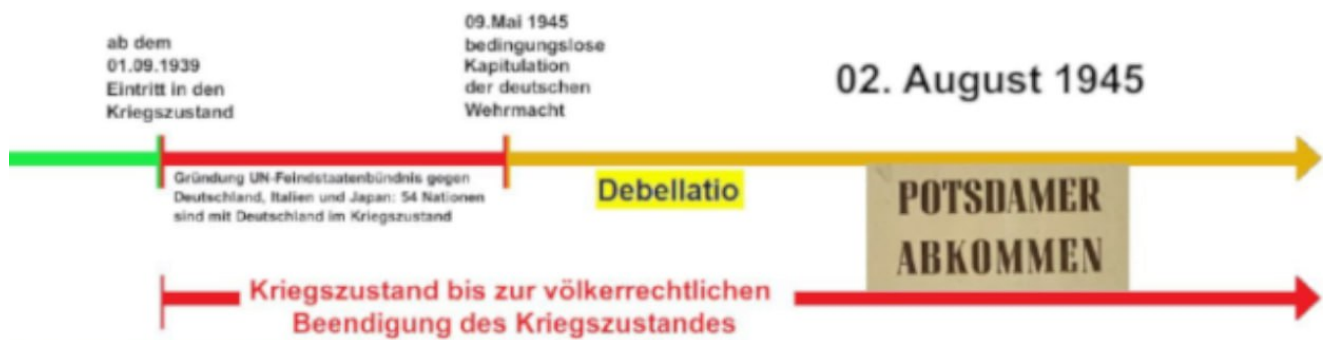 ab dem
01.09.1939
Eintritt in den
Kriegszustand
09.Mai 1945
bedingungslose
Kapitulation
der deutschen
Wehrmacht
02. August 1945
Gründung UN-Feindstaatenbündnis gegen
Deutschland, Italien und Japan: 54 Nationen
sind mit Deutschland im Kriegszustand
Debellatio
POTSDAMER
ABKOMMEN
Kriegszustand bis zur völkerrechtlichen
Beendigung des Kriegszustandes